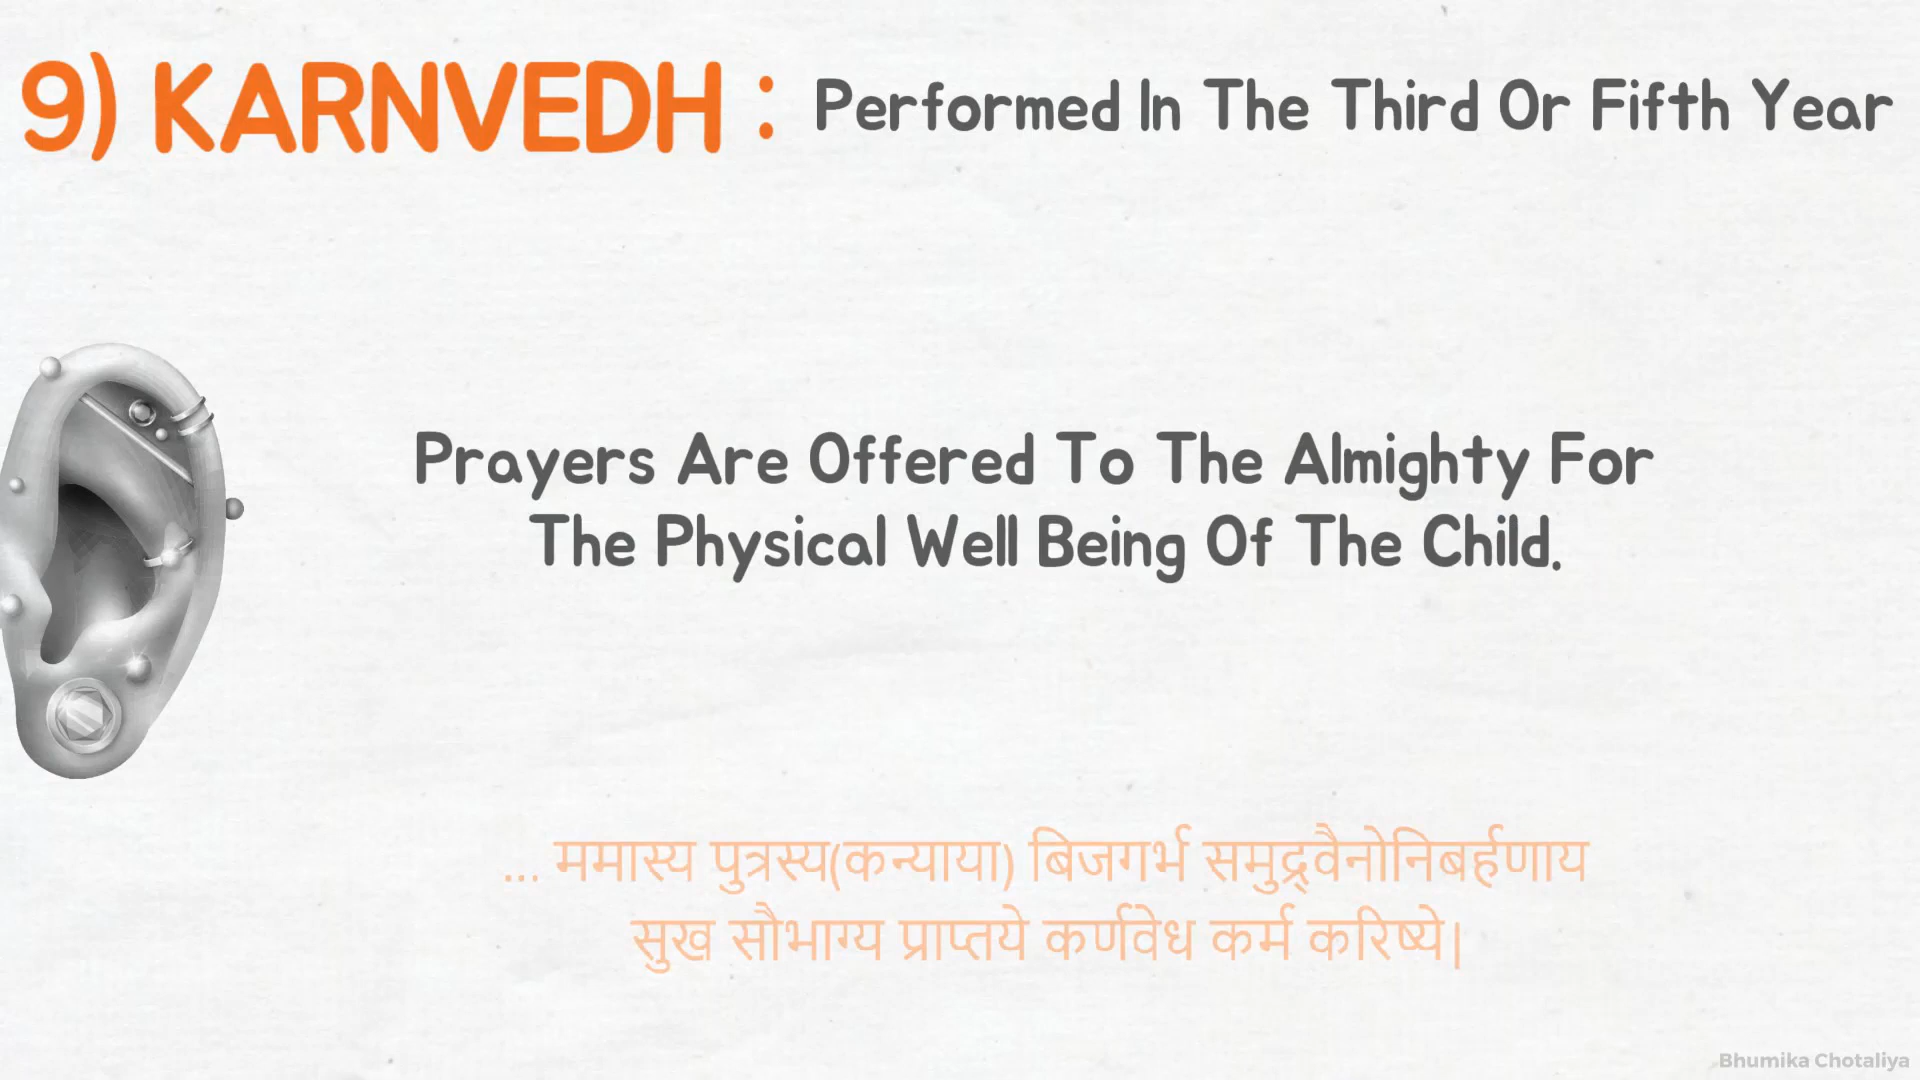 9) KARNVEDH : Performed In The Third Or Fifth Year
Prayers Are Offered To The Almighty For
The Physical Well Being Of The Child.
... ममास्य पुत्रस्य(कन्याया) बिजगर्भ समुद्र्वैनोनिबर्हणाय
सुख सौभाग्य प्राप्तये कर्णवेध कर्म करिष्ये|
Bhumika Chotaliya